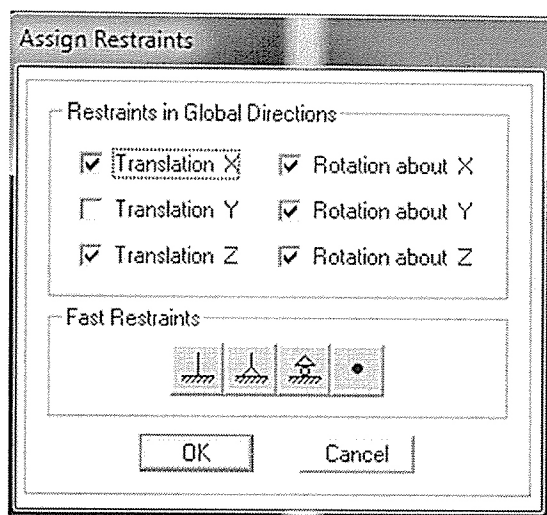 Assign Restraints
Restraints in Global Directions
Translation X Rotation about X
Translation Y Rotation about Y
Translation Z Rotation about Z
Fast Restraints
OK Cancel